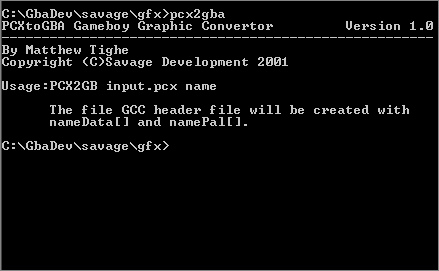 C:\GbaDev\savage\gfx>pcx2gba
PCXtoGBA Gameboy Graphic Convertor Version 1.0
By Matthew Tighe
Copyright (C)Savage Development 2001
Usage:PCX2GB input.pcx name
The file GCC header file will be created with
nameData[] and namePal[].
C:\GbaDev\savage\gfx>